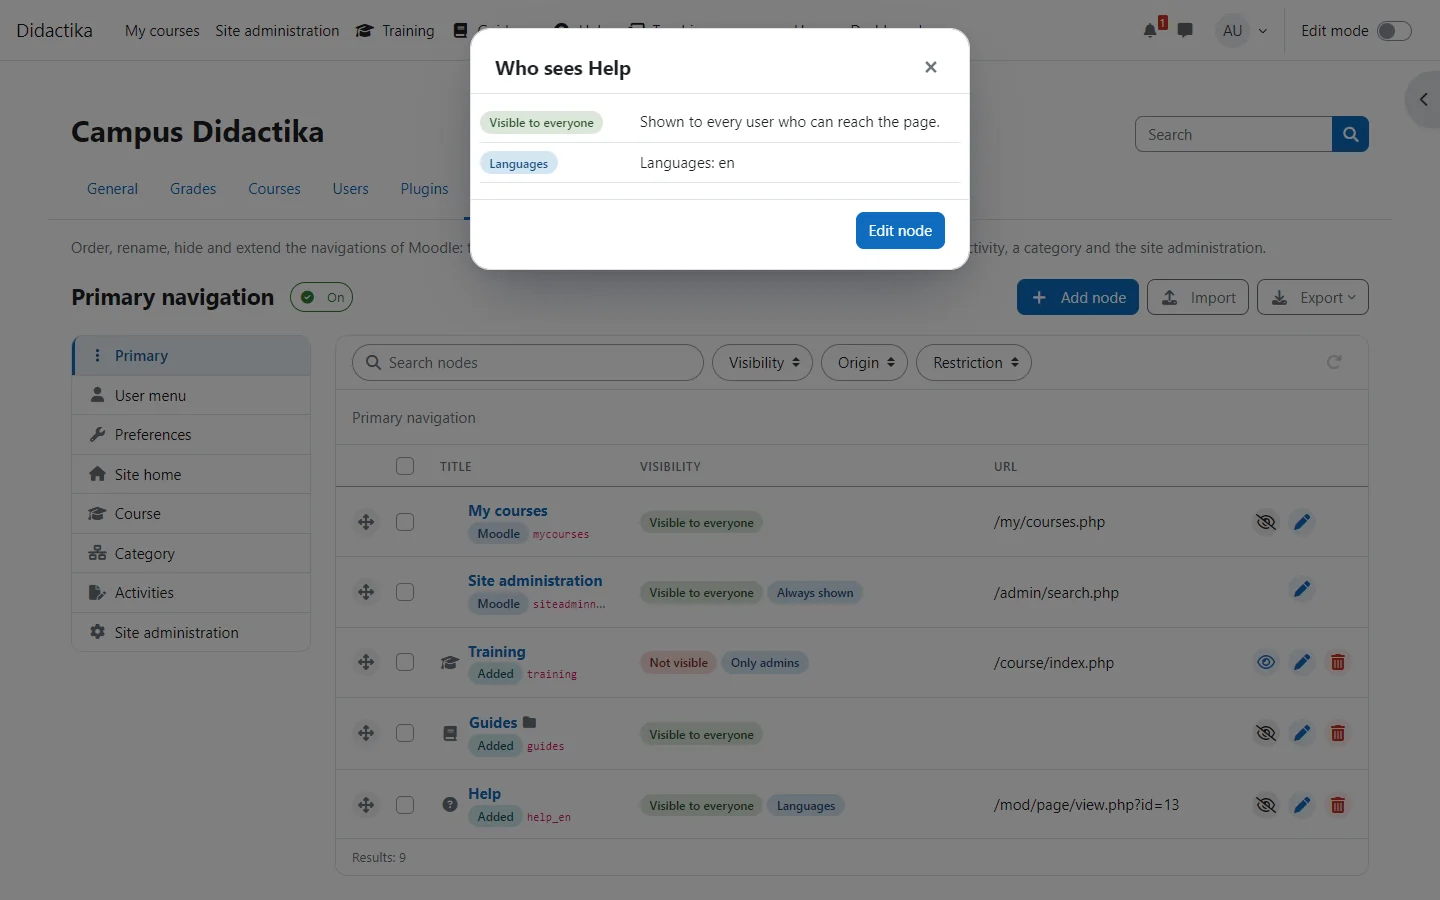 Didaktika
My courses
Site administration
Training
1
AU
Edit mode
Who sees Help
Visible to everyone
Shown to every user who can reach the page.
Languages
Languages: en
Edit node
Campus Didaktika
Search
General
Grades
Courses
Users
Plugins
Order, rename, hide and extend the navigations of Moodle:
a category and the site administration.
Primary navigation
On
Add node
Import
Export
Primary
User menu
Preferences
Site home
Course
Category
Activities
Site administration
Search nodes
Visibility
Origin
Restriction
Primary navigation
TITLE
VISIBILITY
URL
My courses
Moodle mycourses
Visible to everyone
/my/courses.php
Site administration
Moodle siteadminn...
Visible to everyone
Always shown
/admin/search.php
Training
Added training
Not visible
Only admins
/course/index.php
Guides
Added guides
Visible to everyone
Help
Added help_en
Visible to everyone
Languages
/mod/page/view.php?id=13
Results: 9